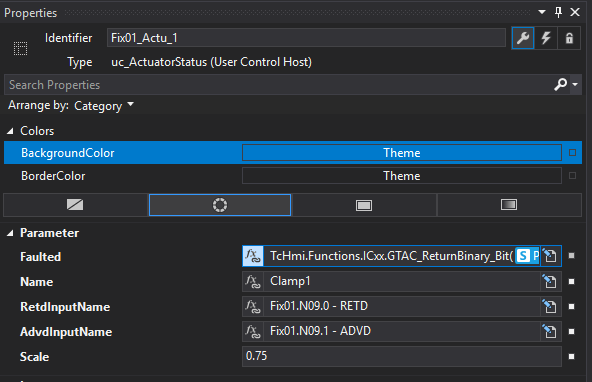 Properties
Identifier Fix01_Actu_1
Type uc_ActuatorStatus (User Control Host)
Search Properties
Arrange by: Category
Colors
BackgroundColor Theme
BorderColor Theme
Parameter
Faulted TcHmi.Functions.ICxx.GTAC_ReturnBinary_Bit( S P
Name Clamp1
RetdInputName Fix01.N09.0 - RETD
AdvdInputName Fix01.N09.1 - ADVD
Scale 0.75